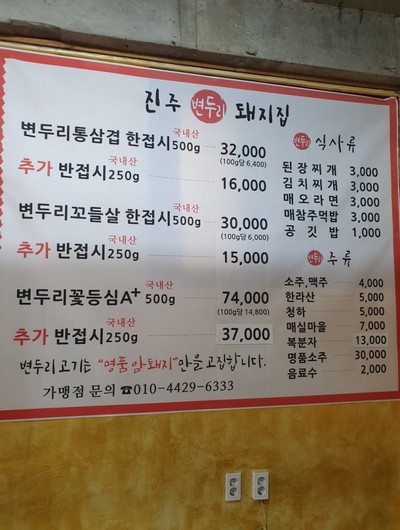 진주 변두리 돼지집
변두리통삼겹 한접시 국내산 500g 32,000
(100g당 6,400)
추가 반접시 국내산 250g 16,000
변두리꼬들살 한접시 국내산 500g 30,000
(100g당 6,000)
추가 반접시 국내산 250g 15,000
변두리꽃등심A+ 국내산 500g 74,000
(100g당 14,800)
추가 반접시 국내산 250g 37,000
변두리고기는 "명품 암퇘지"만을 고집합니다.
가맹점 문의 ☎010-4429-6333
변두리 식사류
된장찌개 3,000
김치찌개 3,000
매오라면 3,000
매참주먹밥 3,000
공깃밥 1,000
변두리 주류
소주,맥주 4,000
한라산 5,000
청하 5,000
매실마을 7,000
복분자 13,000
명품소주 30,000
음료수 2,000